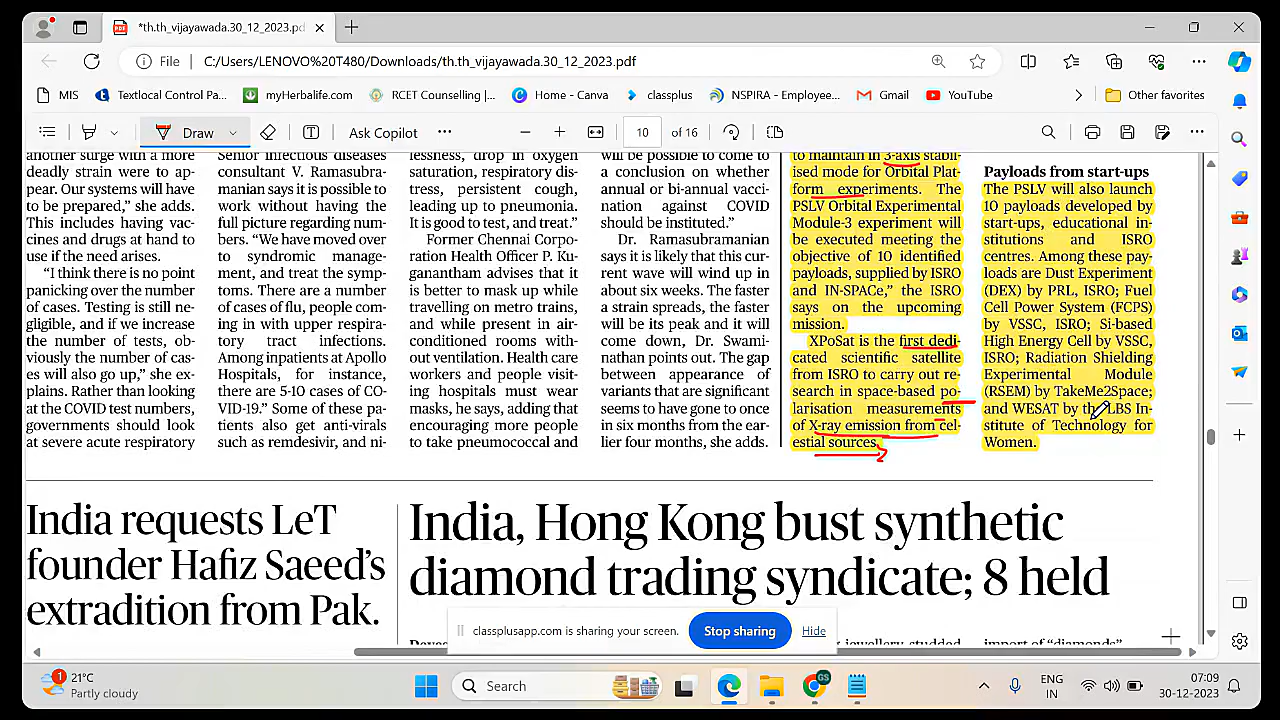 *th.th_vijayawada.30_12_2023.pd
File
C:/Users/LENOVO%20T480/Downloads/th.th_vijayawada.30_12_2023.pdf
MIS
Textlocal Control Pa...
myHerbalife.com
RCET Counselling |...
Home - Canva
classplus
NSPIRA - Employee...
Gmail
YouTube
Other favorites
Draw
Ask Copilot
10 of 16
another surge with a more
deadly strain were to ap-
pear. Our systems will have
to be prepared,” she adds.
This includes having vac-
cines and drugs at hand to
use if the need arises.
“I think there is no point
panicking over the number
of cases. Testing is still ne-
gligible, and if we increase
the number of tests, ob-
viously the number of cas-
es will also go up,” she ex-
plains. Rather than looking
at the COVID test numbers,
governments should look
at severe acute respiratory
Senior infectious diseases
consultant V. Ramasubra-
manian says it is possible to
work without having the
full picture regarding num-
bers. “We have moved over
to syndromic manage-
ment, and treat the symp-
toms. There are a number
of cases of flu, people com-
ing in with upper respira-
tory tract infections.
Among inpatients at Apollo
Hospitals, for instance,
there are 5-10 cases of CO-
VID-19.” Some of these pa-
tients also get anti-virals
such as remdesivir, and ni-
lessness, drop in oxygen
saturation, respiratory dis-
tress, persistent cough,
leading up to pneumonia.
It is good to test, and treat.”
Former Chennai Corpo-
ration Health Officer P. Ku-
ganantham advises that it
is better to mask up while
travelling on metro trains,
and while present in air-
conditioned rooms with-
out ventilation. Health care
workers and people visit-
ing hospitals must wear
masks, he says, adding that
encouraging more people
to take pneumococcal and
will be possible to come to
a conclusion on whether
annual or bi-annual vacci-
nation against COVID
should be instituted.”
Dr. Ramasubramanian
says it is likely that this cur-
rent wave will wind up in
about six weeks. The faster
a strain spreads, the faster
will be its peak and it will
come down, Dr. Swami-
nathan points out. The gap
between appearance of
variants that are significant
seems to have gone to once
in six months from the ear-
lier four months, she adds.
to maintain in 3-axis stabil-
ised mode for Orbital Plat-
form experiments. The
PSLV Orbital Experimental
Module-3 experiment will
be executed meeting the
objective of 10 identified
payloads, supplied by ISRO
and IN-SPACe,” the ISRO
says on the upcoming
mission.
XPoSat is the first dedi-
cated scientific satellite
from ISRO to carry out re-
search in space-based po-
larisation measurements
of X-ray emission from cel-
estial sources.
Payloads from start-ups
The PSLV will also launch
10 payloads developed by
start-ups, educational in-
stitutions and ISRO
centres. Among these pay-
loads are Dust Experiment
(DEX) by PRL, ISRO; Fuel
Cell Power System (FCPS)
by VSSC, ISRO; Si-based
High Energy Cell by VSSC,
ISRO; Radiation Shielding
Experimental Module
(RSEM) by TakeMe2Space;
and WESAT by the LBS In-
stitute of Technology for
Women.
India requests LeT
founder Hafiz Saeed’s
extradition from Pak.
India, Hong Kong bust synthetic
diamond trading syndicate; 8 held
jewellery studded
import of “diamonds”
classplusapp.com is sharing your screen.
Stop sharing
Hide
1
21°C
Partly cloudy
Search
ENG
IN
07:09
30-12-2023